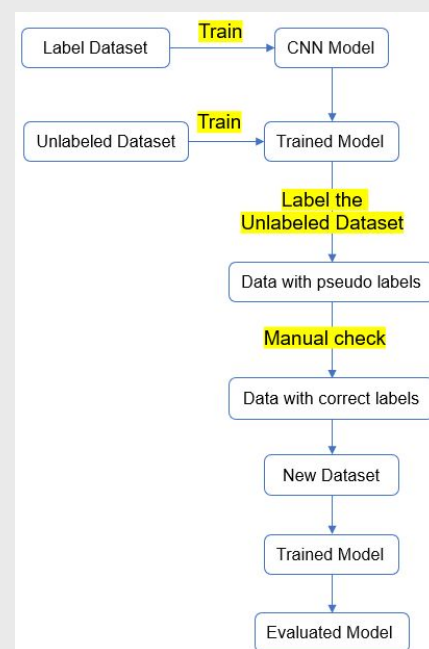 Label Dataset
Train
CNN Model
Unlabeled Dataset
Train
Trained Model
Label the
Unlabeled Dataset
Data with pseudo labels
Manual check
Data with correct labels
New Dataset
Trained Model
Evaluated Model